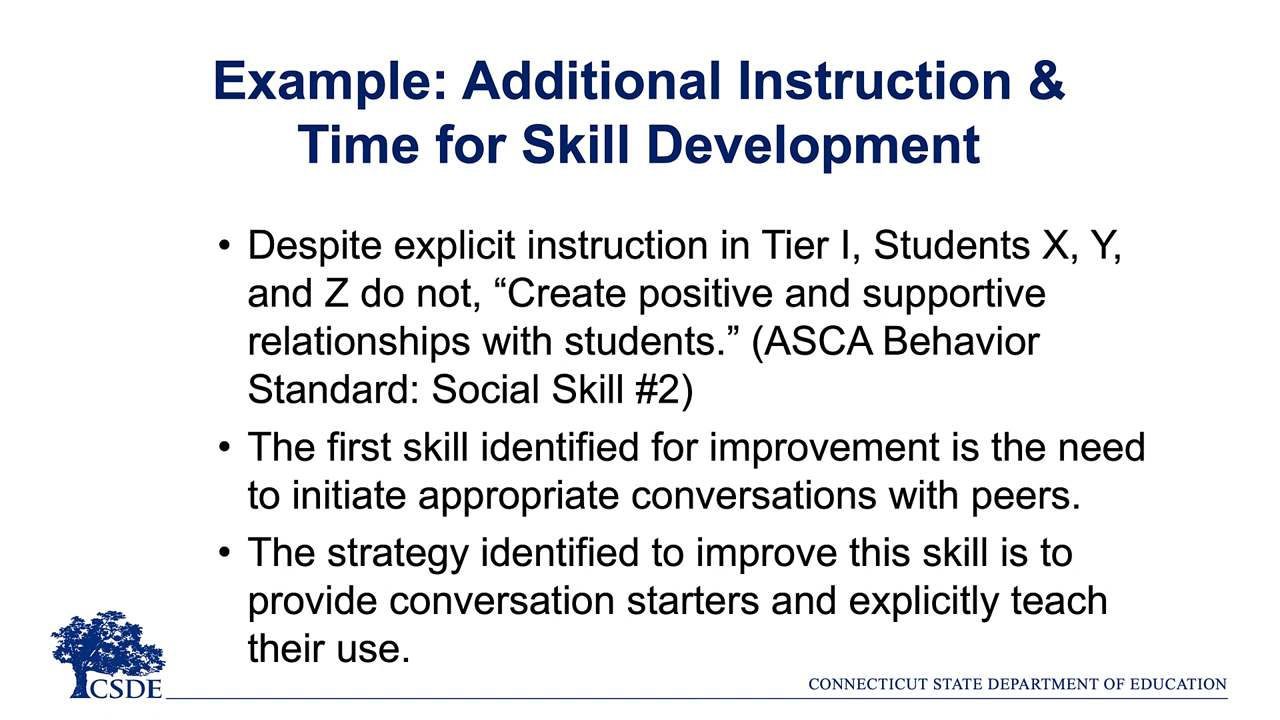 Example: Additional Instruction &
Time for Skill Development
• Despite explicit instruction in Tier I, Students X, Y,
and Z do not, “Create positive and supportive
relationships with students.” (ASCA Behavior
Standard: Social Skill #2)
• The first skill identified for improvement is the need
to initiate appropriate conversations with peers.
• The strategy identified to improve this skill is to
provide conversation starters and explicitly teach
their use.
CSDE
CONNECTICUT STATE DEPARTMENT OF EDUCATION